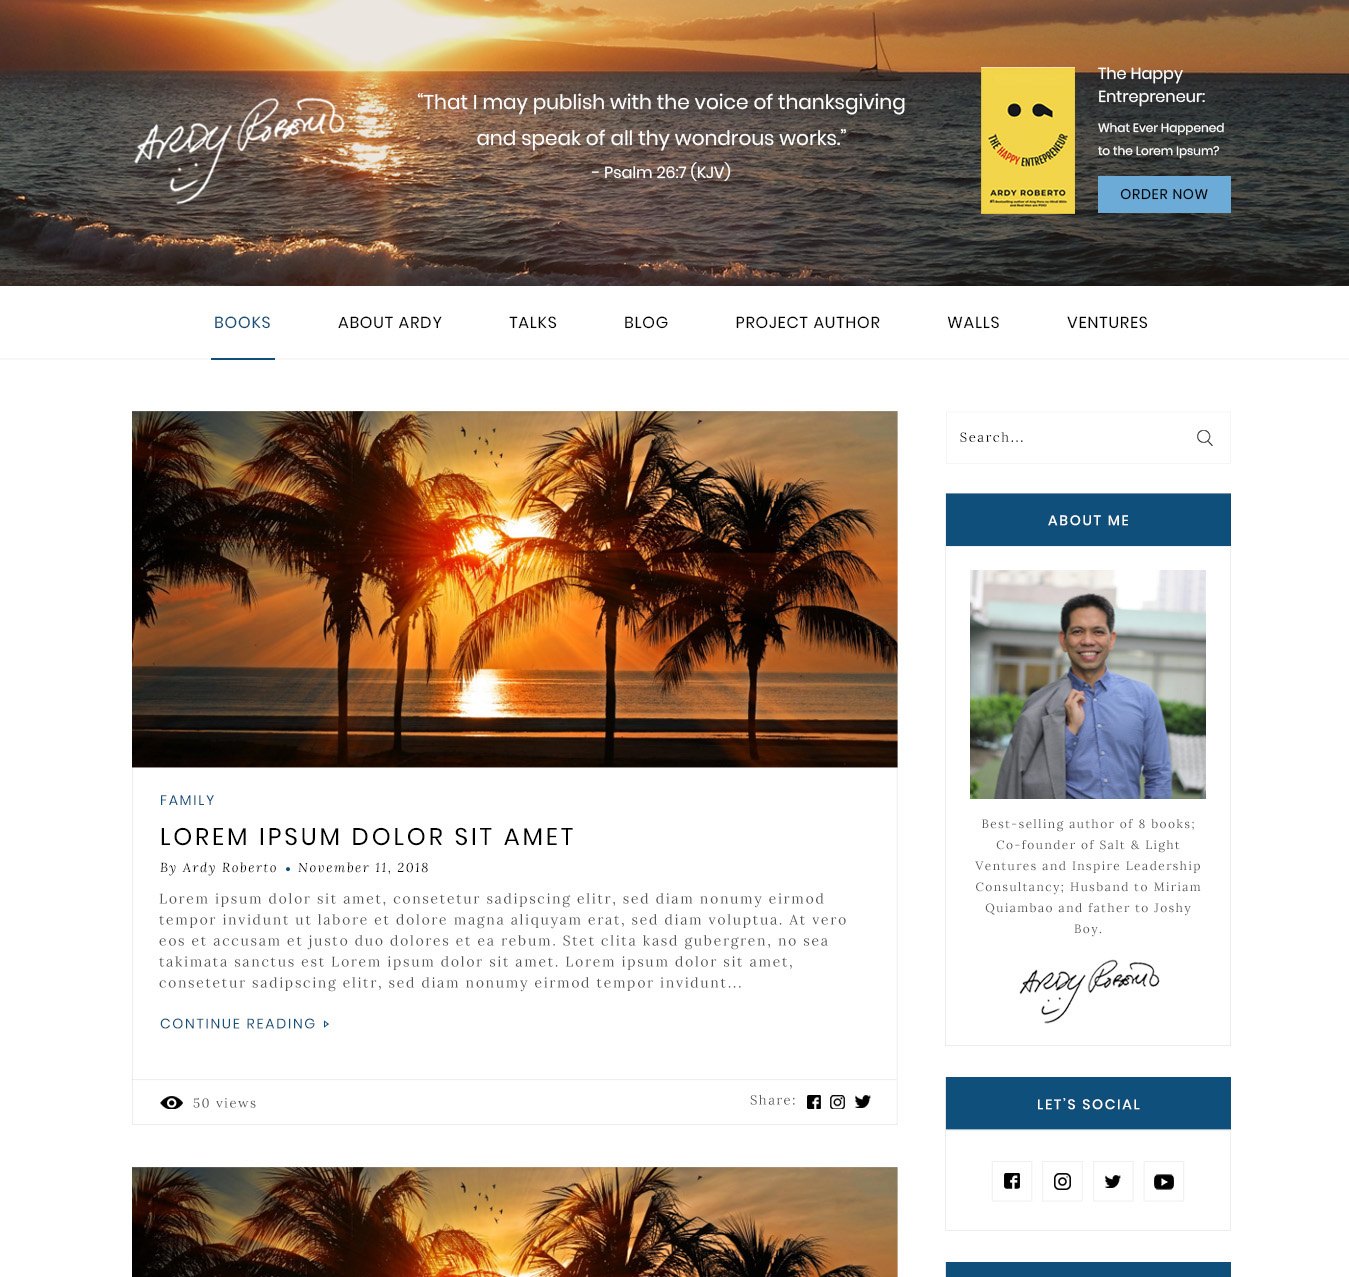 ARDY ROBERTO
“That I may publish with the voice of thanksgiving
and speak of all thy wondrous works.”
- Psalm 26:7 (KJV)
THE HAPPY ENTREPRENEUR
ARDY ROBERTO
The Happy
Entrepreneur:
What Ever Happened
to the Lorem Ipsum?
ORDER NOW
BOOKS ABOUT ARDY TALKS BLOG PROJECT AUTHOR WALLS VENTURES
FAMILY
LOREM IPSUM DOLOR SIT AMET
By Ardy Roberto • November 11, 2018
Lorem ipsum dolor sit amet, consetetur sadipscing elitr, sed diam nonumy eirmod
tempor invidunt ut labore et dolore magna aliquyam erat, sed diam voluptua. At vero
eos et accusam et justo duo dolores et ea rebum. Stet clita kasd gubergren, no sea
takimata sanctus est Lorem ipsum dolor sit amet. Lorem ipsum dolor sit amet,
consetetur sadipscing elitr, sed diam nonumy eirmod tempor invidunt...
CONTINUE READING
50 views
Share:
Search...
ABOUT ME
Best-selling author of 8 books;
Co-founder of Salt & Light
Ventures and Inspire Leadership
Consultancy; Husband to Miriam
Quiambao and father to Joshy
Boy.
ARDY ROBERTO
LET'S SOCIAL